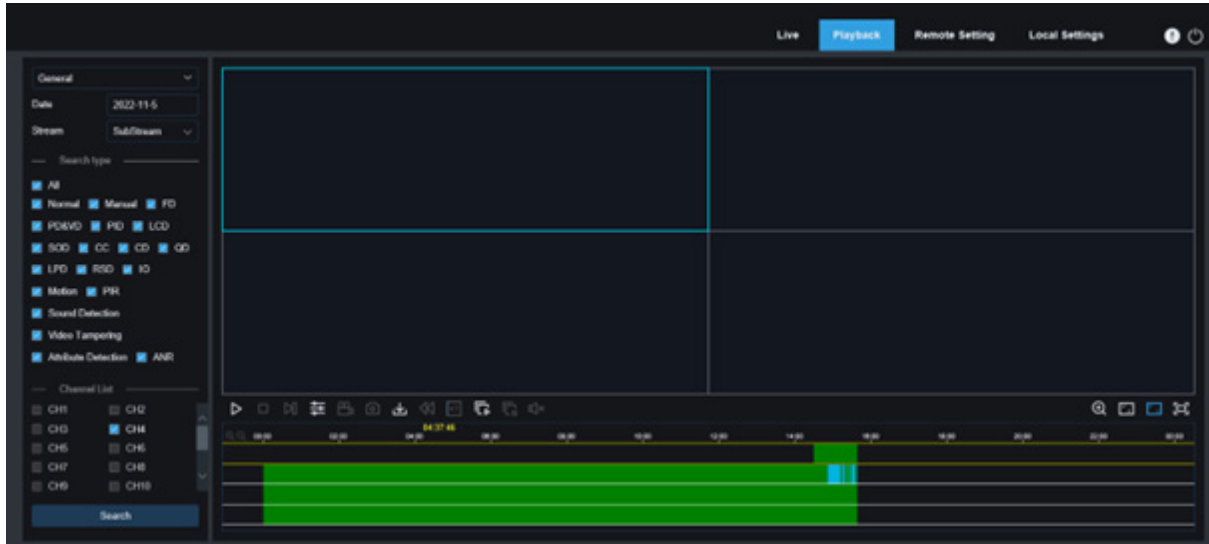 Live Playback Remote Setting Local Settings
General
Date 2022-11-5
Stream SubStream
Search type
All
Normal Manual FD
PD&VD PID LCD
SOD CC CD QD
LPD RSD IO
Motion PIR
Sound Detection
Video Tampering
Attribute Detection ANR
Channel List
CH1 CH2
CH3 CH4
CH5 CH6
CH7 CH8
CH9 CH10
Search
04:37:46
00:00 02:00 04:00 06:00 08:00 10:00 12:00 14:00 16:00 18:00 20:00 22:00 00:00